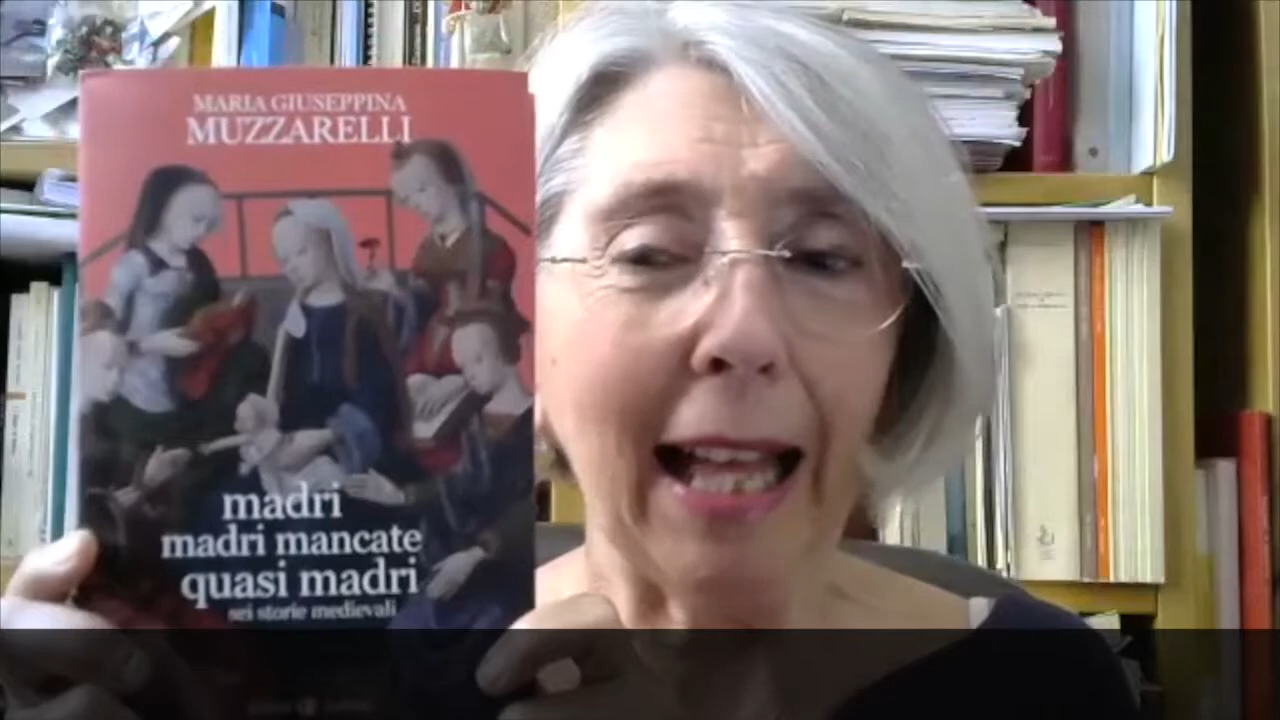 MARIA GIUSEPPINA
MUZZARELLI
madri
madri mancate
quasi madri
sei storie medievali